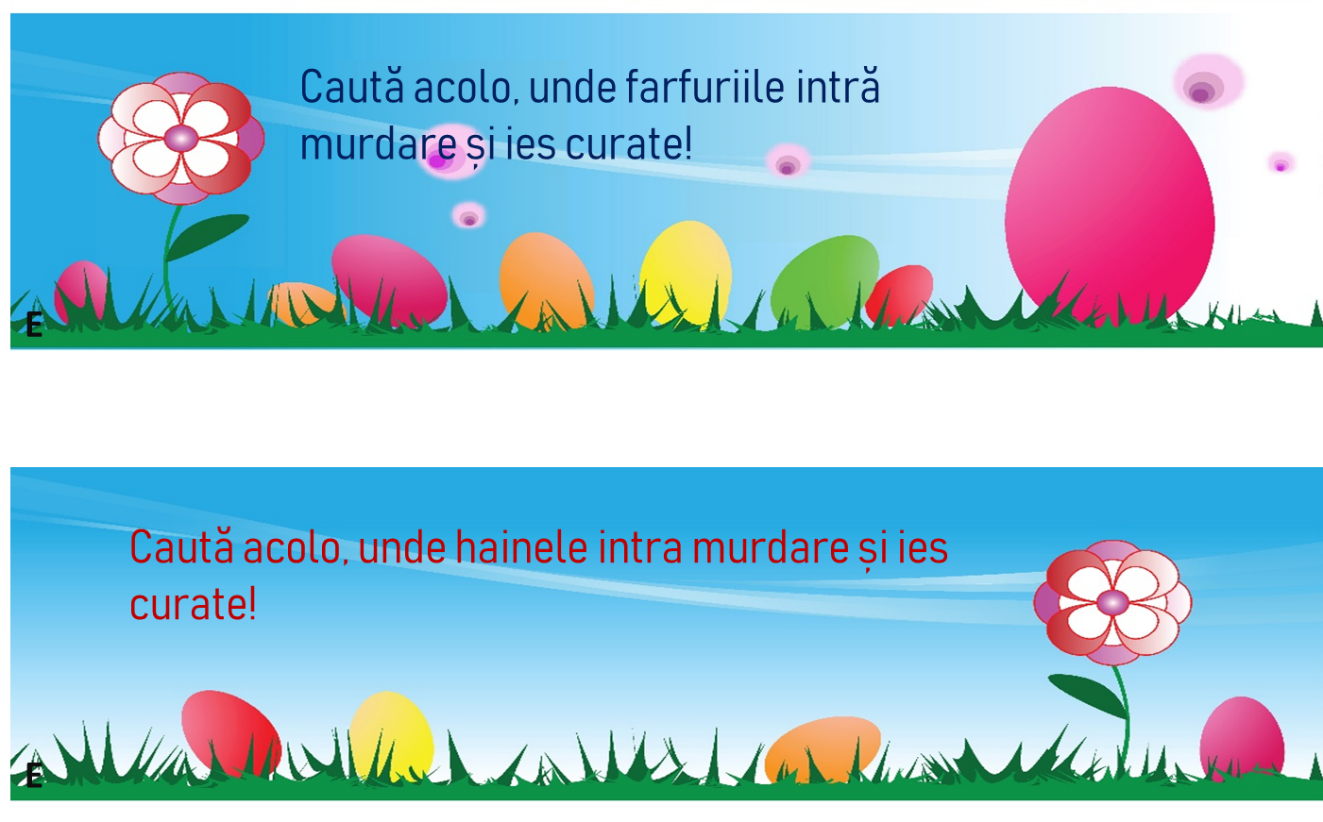 Caută acolo, unde farfuriile intră
murdare și ies curate!
E
Caută acolo, unde hainele intra murdare și ies
curate!
E